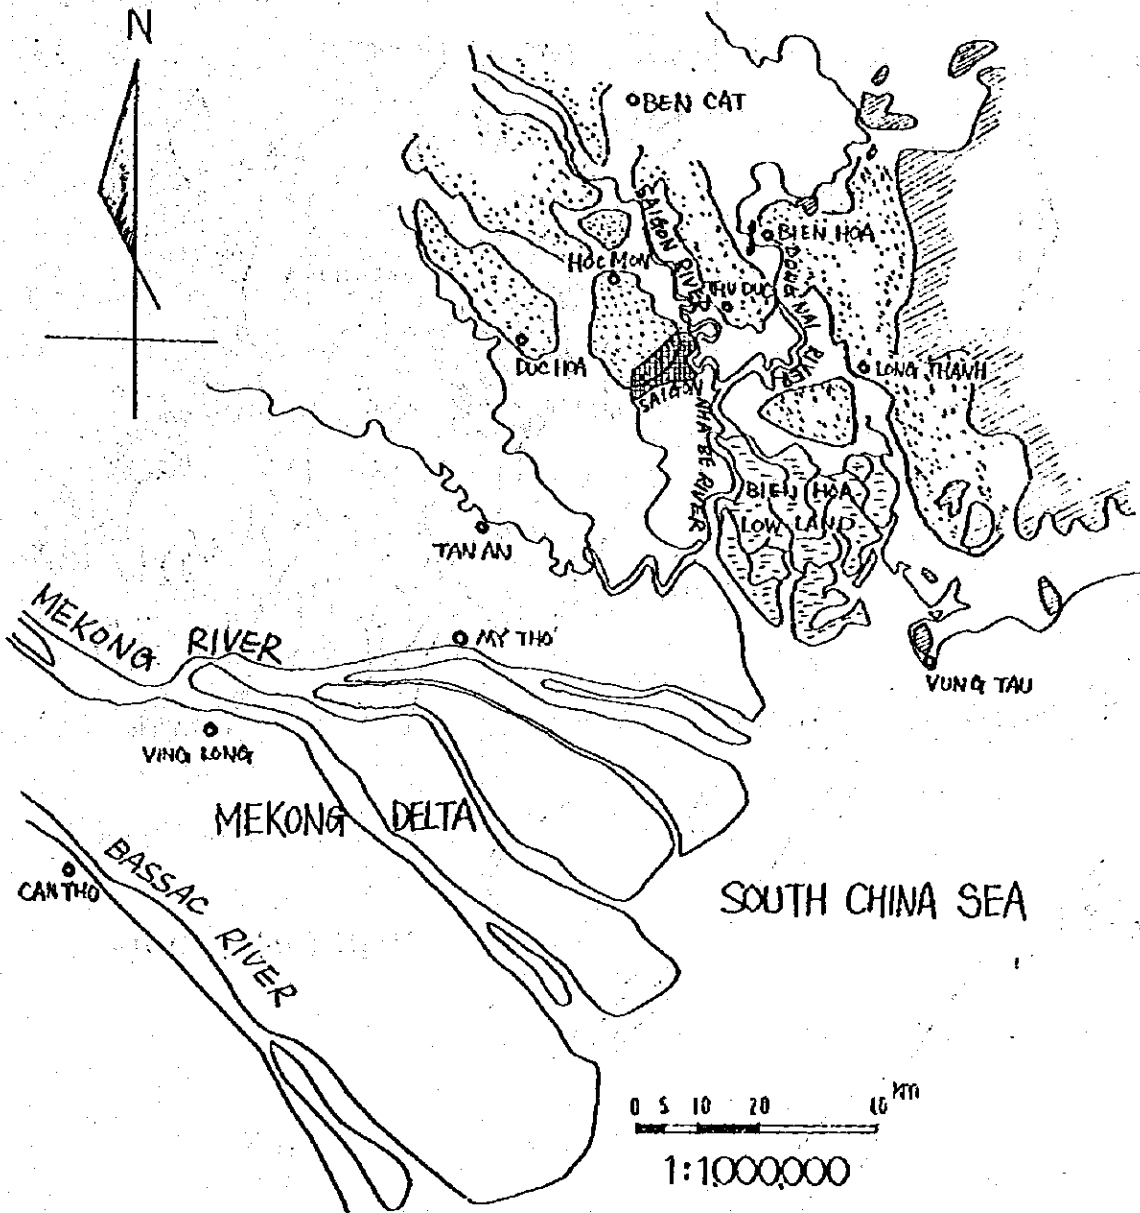 N
BEN CAT
SAIGON RIVER
BIEN HOA
HOC MON
THU DUC
DONG NAI RIVER
DUC HOA
LONG THANH
SAIGON
NHA BE RIVER
BIEN HOA
LOW LAND
TAN AN
MEKONG RIVER
MY THO'
VUNG TAU
VING LONG
MEKONG DELTA
CAN THO
BASSAC RIVER
SOUTH CHINA SEA
0 5 10 20 40 km
1:1000,000